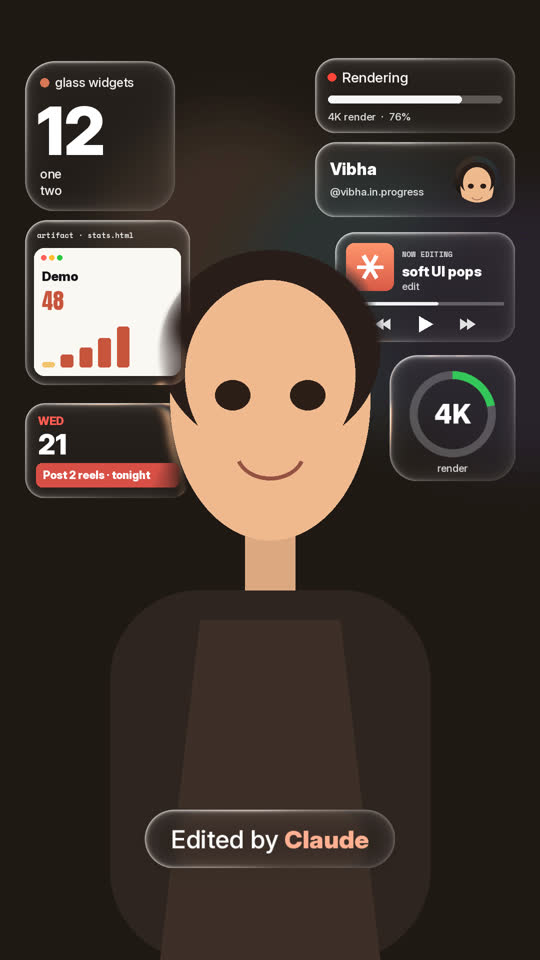 glass widgets
12
one
two
artifact · stats.html
Demo
48
WED
21
Post 2 reels · tonight
Rendering
4K render · 76%
Vibha
@vibha.in.progress
NOW EDITING
soft UI pops
edit
4K
render
Edited by Claude